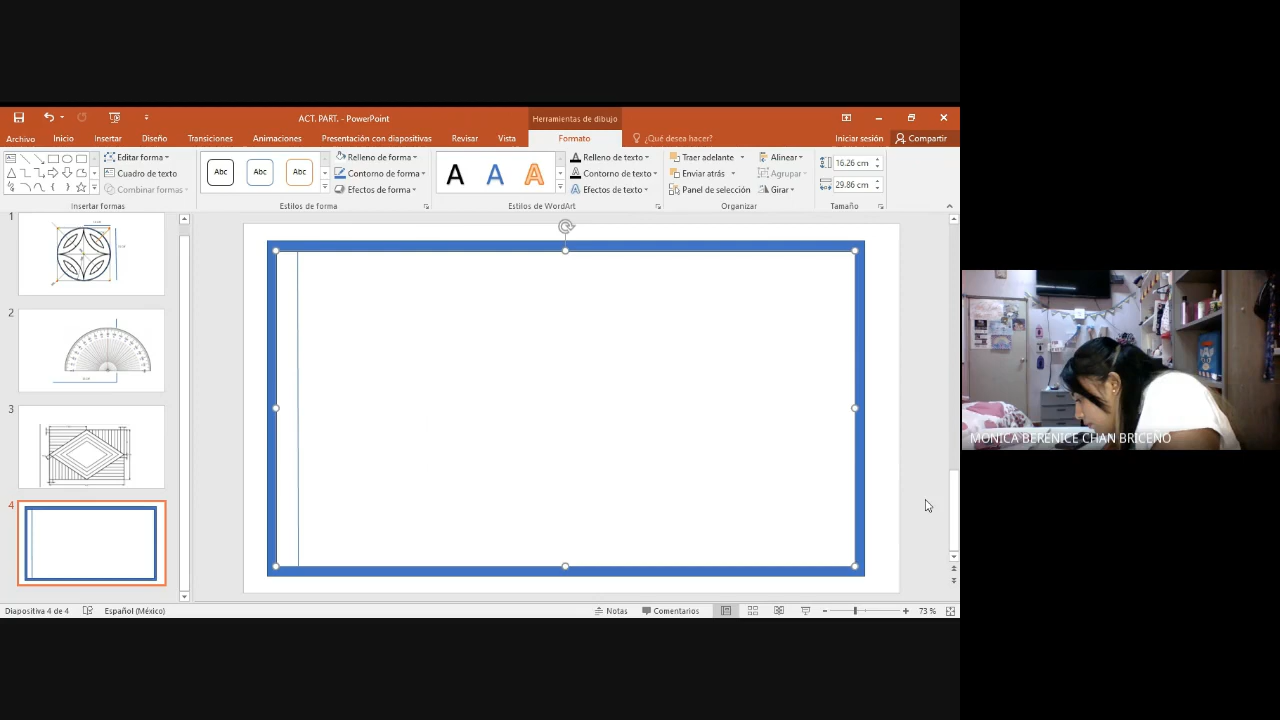 ACT. PART. - PowerPoint
Herramientas de dibujo
Archivo Inicio Insertar Diseño Transiciones Animaciones Presentación con diapositivas Revisar Vista Formato ¿Qué desea hacer? Iniciar sesión Compartir
Editar forma
Cuadro de texto
Combinar formas
Insertar formas
Abc Abc Abc
Relleno de forma
Contorno de forma
Efectos de forma
Estilos de forma
A A A
Relleno de texto
Contorno de texto
Efectos de texto
Estilos de WordArt
Traer adelante
Enviar atrás
Panel de selección
Alinear
Agrupar
Girar
Organizar
16.26 cm
29.86 cm
Tamaño
1
2
3
4
MONICA BERENICE CHAN BRICEÑO
Diapositiva 4 de 4 Español (México) Notas Comentarios 73 %